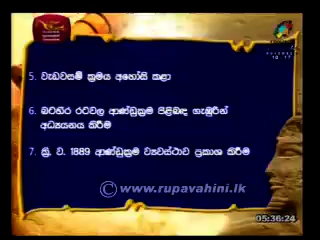 5. වැඩවසම් ක්‍රමය අහෝසි කළා
6. බටහිර රටවල ආණ්ඩුක්‍රම පිළිබඳ ගැඹුරින්
අධ්‍යයනය කිරීම
7. ක්‍රි. ව. 1889 ආණ්ඩුක්‍රම ව්‍යවස්ථාව ප්‍රකාශ කිරීම
©www.rupavahini.lk
05:36:24